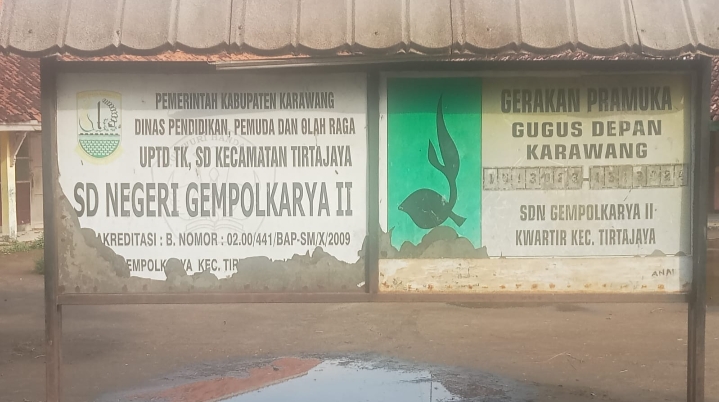 PEMERINTAH KABUPATEN KARAWANG
DINAS PENDIDIKAN, PEMUDA DAN OLAH RAGA
UPTD TK, SD KECAMATAN TIRTAJAYA
SD NEGERI GEMPOLKARYA II
AKREDITASI : B. NOMOR : 02.00/441/BAP-SM/X/2009
KEC.
GERAKAN PRAMUKA
GUGUS DEPAN
KARAWANG
SDN GEMPOLKARYA II
KWARTIR KEC. TIRTAJAYA